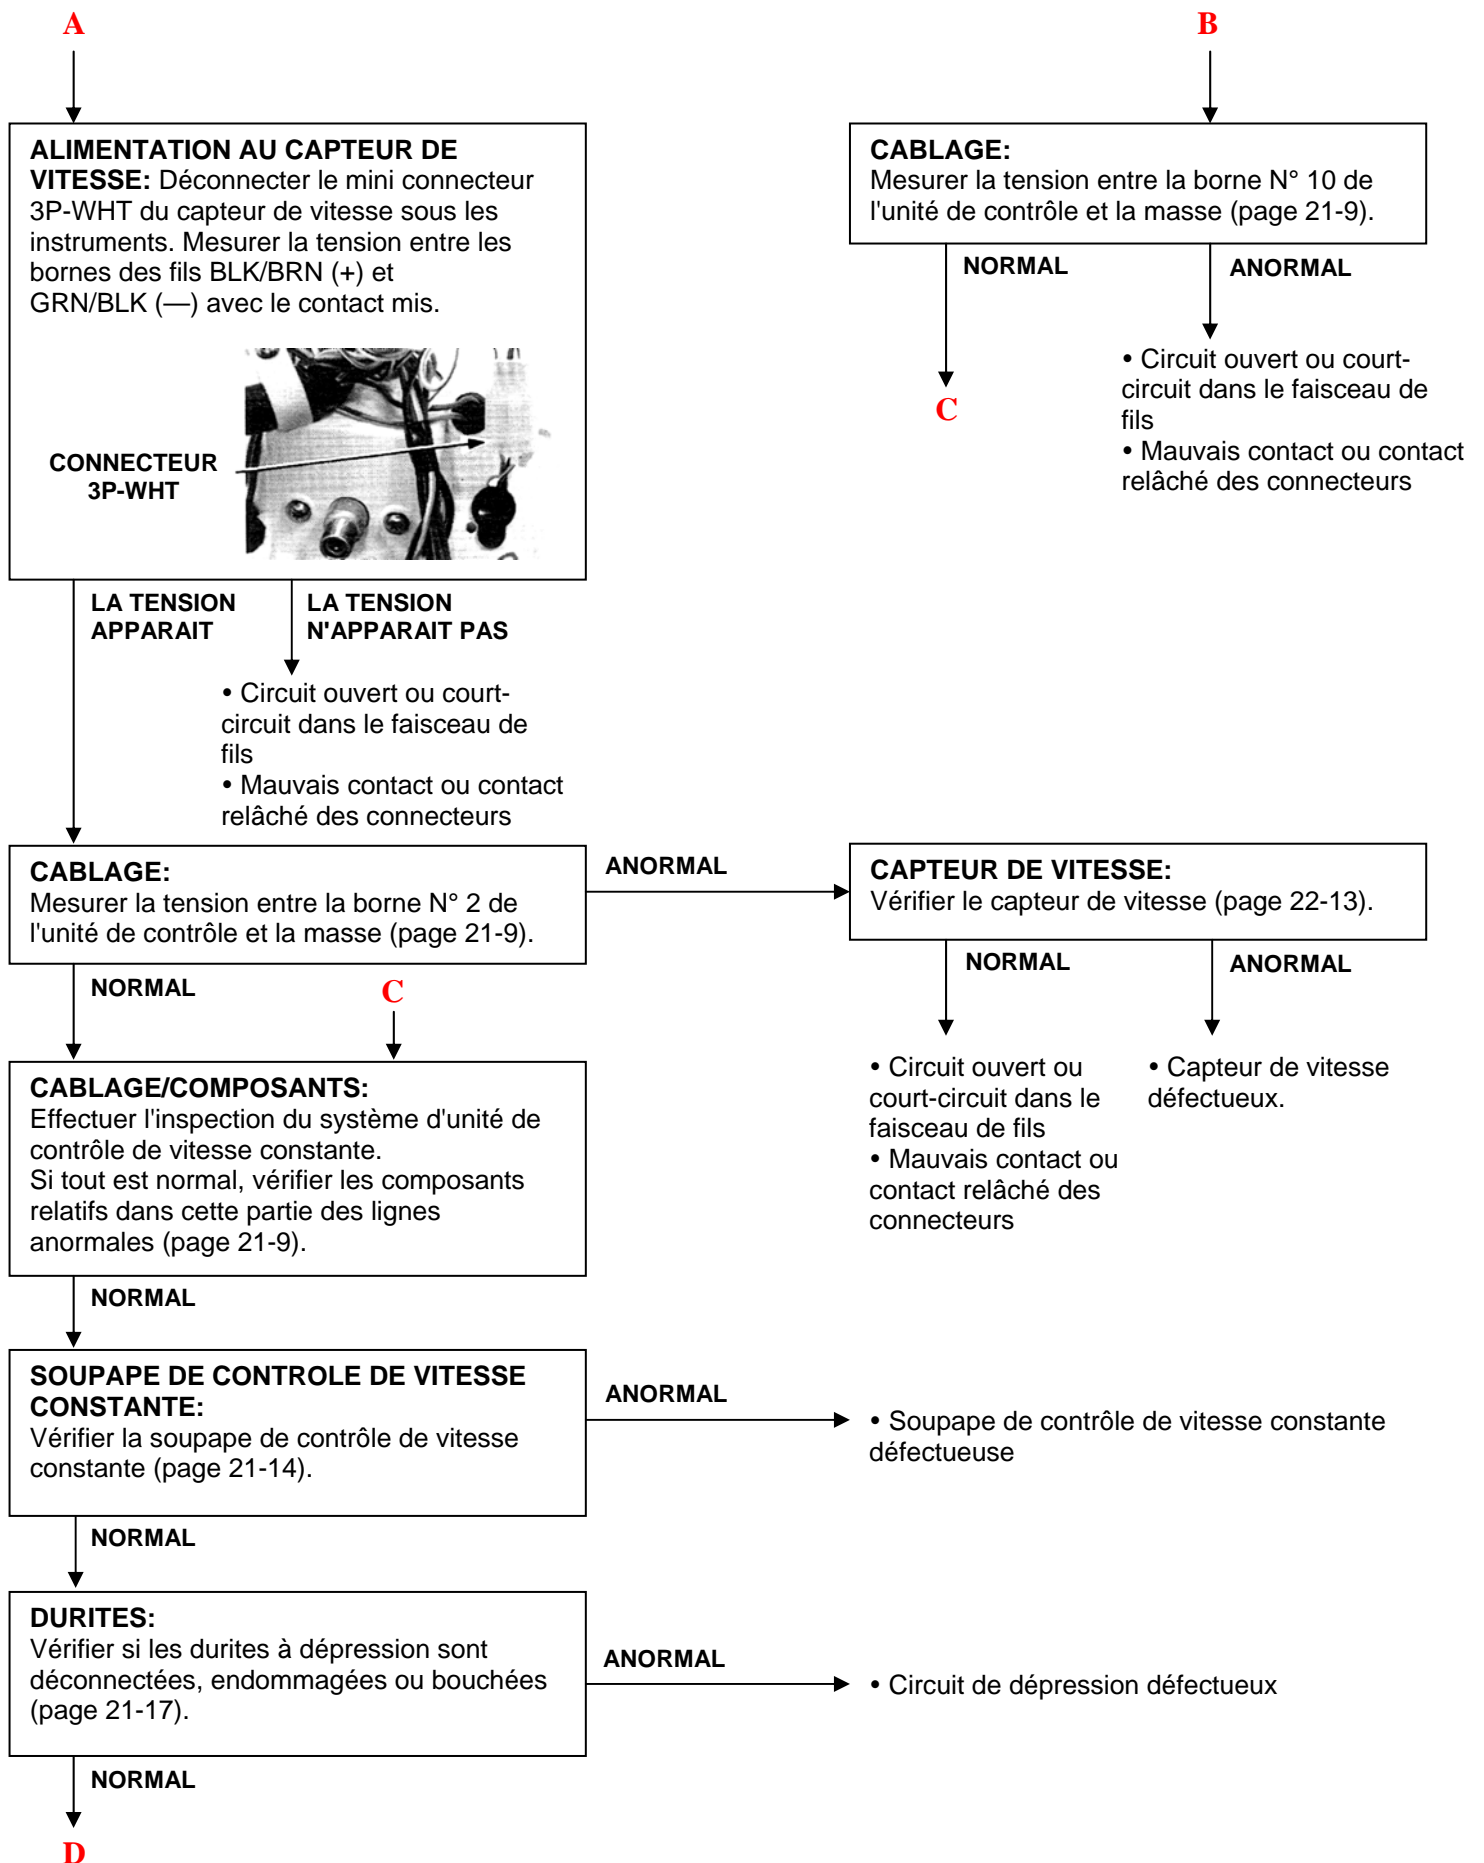 A
B
ALIMENTATION AU CAPTEUR DE
VITESSE: Déconnecter le mini connecteur
3P-WHT du capteur de vitesse sous les
instruments. Mesurer la tension entre les
bornes des fils BLK/BRN (+) et
GRN/BLK (—) avec le contact mis.
CONNECTEUR
3P-WHT
CABLAGE:
Mesurer la tension entre la borne N° 10 de
l'unité de contrôle et la masse (page 21-9).
NORMAL
ANORMAL
C
• Circuit ouvert ou court-
circuit dans le faisceau de
fils
• Mauvais contact ou contact
relâché des connecteurs
LA TENSION
APPARAIT
LA TENSION
N'APPARAIT PAS
• Circuit ouvert ou court-
circuit dans le faisceau de
fils
• Mauvais contact ou contact
relâché des connecteurs
CABLAGE:
Mesurer la tension entre la borne N° 2 de
l'unité de contrôle et la masse (page 21-9).
ANORMAL
CAPTEUR DE VITESSE:
Vérifier le capteur de vitesse (page 22-13).
NORMAL
C
NORMAL
ANORMAL
• Circuit ouvert ou
court-circuit dans le
faisceau de fils
• Mauvais contact ou
contact relâché des
connecteurs
• Capteur de vitesse
défectueux.
CABLAGE/COMPOSANTS:
Effectuer l'inspection du système d'unité de
contrôle de vitesse constante.
Si tout est normal, vérifier les composants
relatifs dans cette partie des lignes
anormales (page 21-9).
NORMAL
SOUPAPE DE CONTROLE DE VITESSE
CONSTANTE:
Vérifier la soupape de contrôle de vitesse
constante (page 21-14).
ANORMAL
• Soupape de contrôle de vitesse constante
défectueuse
NORMAL
DURITES:
Vérifier si les durites à dépression sont
déconnectées, endommagées ou bouchées
(page 21-17).
ANORMAL
• Circuit de dépression défectueux
NORMAL
D